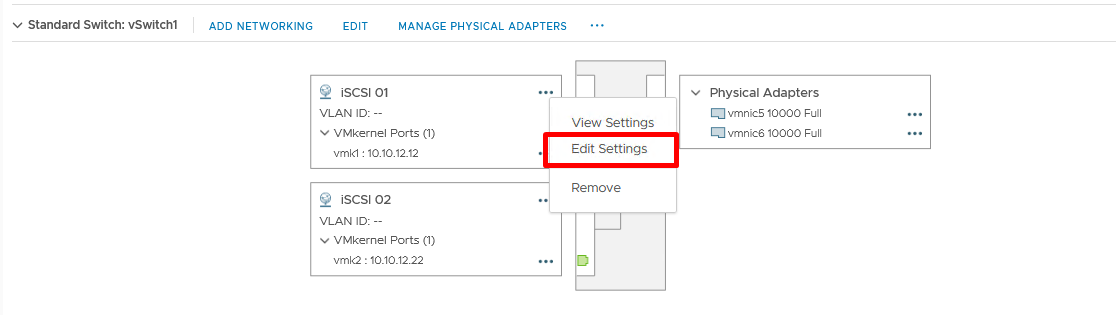 Standard Switch: vSwitch1 ADD NETWORKING EDIT MANAGE PHYSICAL ADAPTERS ...
iSCSI 01 ...
VLAN ID: --
VMkernel Ports (1)
vmk1 : 10.10.12.12
View Settings
Edit Settings
Remove
iSCSI 02
VLAN ID: --
VMkernel Ports (1)
vmk2 : 10.10.12.22 ...
Physical Adapters
vmnic5 10000 Full ...
vmnic6 10000 Full ...